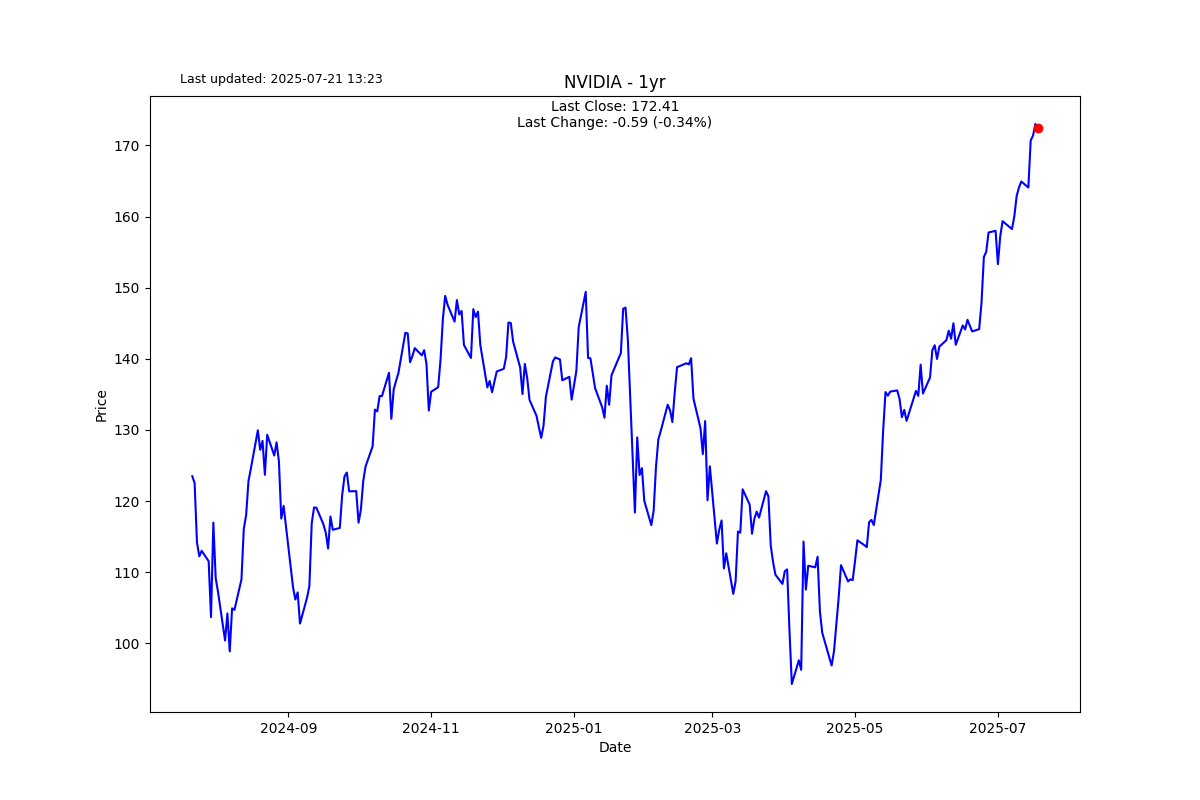 Last updated: 2025-07-21 13:23
NVIDIA - 1yr
Last Close: 172.41
Last Change: -0.59 (-0.34%)
170
160
150
140
130
120
110
100
Price
2024-09
2024-11
2025-01
2025-03
2025-05
2025-07
Date